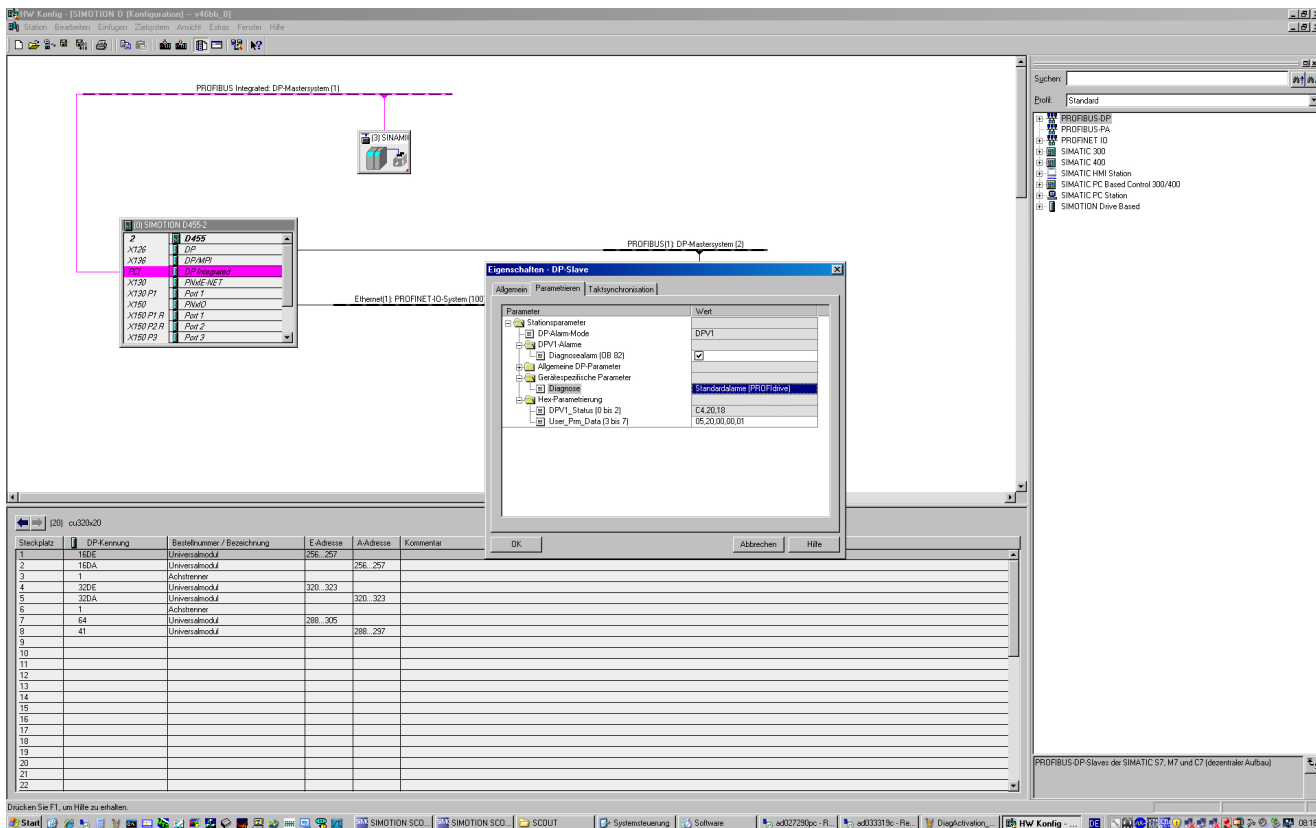 HW Konfig - [SIMOTION D (Konfiguration) -- v46bb_8]
Station Bearbeiten Einfügen Zielsystem Ansicht Extras Fenster Hilfe
PROFIBUS Integrated: DP-Mastersystem (1)
(3) SINAMI
(0) SIMOTION D455-2
2 D455
X126 DP
X136 DP/MPI
PCI DP Integrated
X130 PNxIE-NET
X130 P1 Port 1
X150 PNxIO
X150 P1 R Port 1
X150 P2 R Port 2
X150 P3 Port 3
PROFIBUS(1): DP-Mastersystem (2)
Ethernet(1): PROFINET-IO-System (100
Eigenschaften - DP-Slave
Allgemein Parametrieren Taktsynchronisation
Parameter Wert
Stationsparameter
DP-Alarm-Mode DPV1
DPV1-Alarme
Diagnosealarm (OB 82)
Allgemeine DP-Parameter
Gerätespezifische Parameter
Diagnose Standardalarme (PROFIdrive)
Hex-Parametrierung
DPV1_Status (0 bis 2) C4,20,18
User_Prm_Data (3 bis 7) 05,20,00,00,01
OK Abbrechen Hilfe
Suchen:
Profil: Standard
PROFIBUS-DP
PROFIBUS-PA
PROFINET IO
SIMATIC 300
SIMATIC 400
SIMATIC HMI Station
SIMATIC PC Based Control 300/400
SIMATIC PC Station
SIMOTION Drive Based
PROFIBUS-DP-Slaves der SIMATIC S7, M7 und C7 (dezentraler Aufbau)
(20) cu320x20
Steckplatz DP-Kennung Bestellnummer / Bezeichnung E-Adresse A-Adresse Kommentar
1 16DE Universalmodul 256...257
2 16DA Universalmodul 256...257
3 1 Achstrenner
4 32DE Universalmodul 320...323
5 32DA Universalmodul 320...323
6 1 Achstrenner
7 64 Universalmodul 288...305
8 41 Universalmodul 288...297
9
10
11
12
13
14
15
16
17
18
19
20
21
22
Drücken Sie F1, um Hilfe zu erhalten.
Start SIMOTION SCO... SIMOTION SCO... SCOUT Systemsteuerung Software ad027290pc - R... ad033319c - Re... DiagActivation_... HW Konfig - ... DE